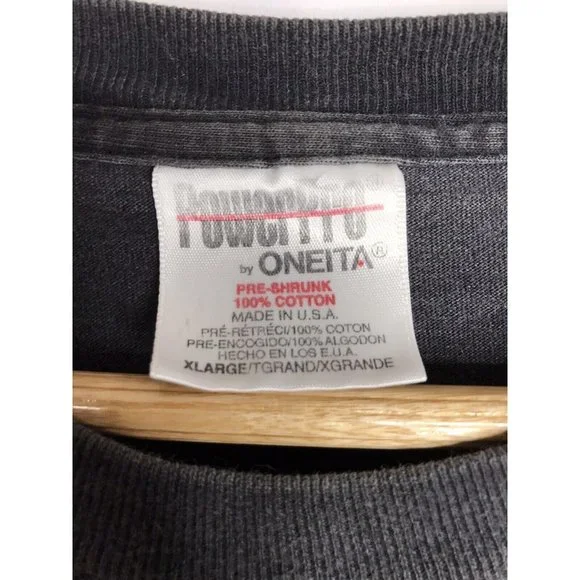 PowerPro
by ONEITA®
PRE-SHRUNK
100% COTTON
MADE IN U.S.A.
PRÉ-RÉTRÉCI/100% COTON
PRE-ENCOGIDO/100% ALGODON
HECHO EN LOS E.U.A.
XLARGE/TGRAND/XGRANDE